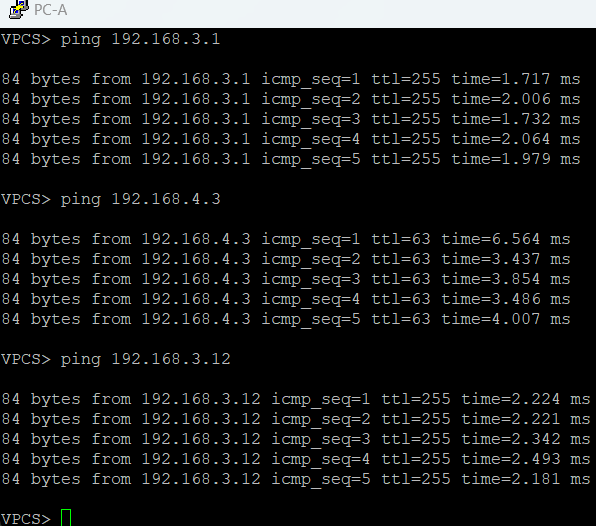 PC-A
VPCS> ping 192.168.3.1
84 bytes from 192.168.3.1 icmp_seq=1 ttl=255 time=1.717 ms
84 bytes from 192.168.3.1 icmp_seq=2 ttl=255 time=2.006 ms
84 bytes from 192.168.3.1 icmp_seq=3 ttl=255 time=1.732 ms
84 bytes from 192.168.3.1 icmp_seq=4 ttl=255 time=2.064 ms
84 bytes from 192.168.3.1 icmp_seq=5 ttl=255 time=1.979 ms
VPCS> ping 192.168.4.3
84 bytes from 192.168.4.3 icmp_seq=1 ttl=63 time=6.564 ms
84 bytes from 192.168.4.3 icmp_seq=2 ttl=63 time=3.437 ms
84 bytes from 192.168.4.3 icmp_seq=3 ttl=63 time=3.854 ms
84 bytes from 192.168.4.3 icmp_seq=4 ttl=63 time=3.486 ms
84 bytes from 192.168.4.3 icmp_seq=5 ttl=63 time=4.007 ms
VPCS> ping 192.168.3.12
84 bytes from 192.168.3.12 icmp_seq=1 ttl=255 time=2.224 ms
84 bytes from 192.168.3.12 icmp_seq=2 ttl=255 time=2.221 ms
84 bytes from 192.168.3.12 icmp_seq=3 ttl=255 time=2.342 ms
84 bytes from 192.168.3.12 icmp_seq=4 ttl=255 time=2.493 ms
84 bytes from 192.168.3.12 icmp_seq=5 ttl=255 time=2.181 ms
VPCS>